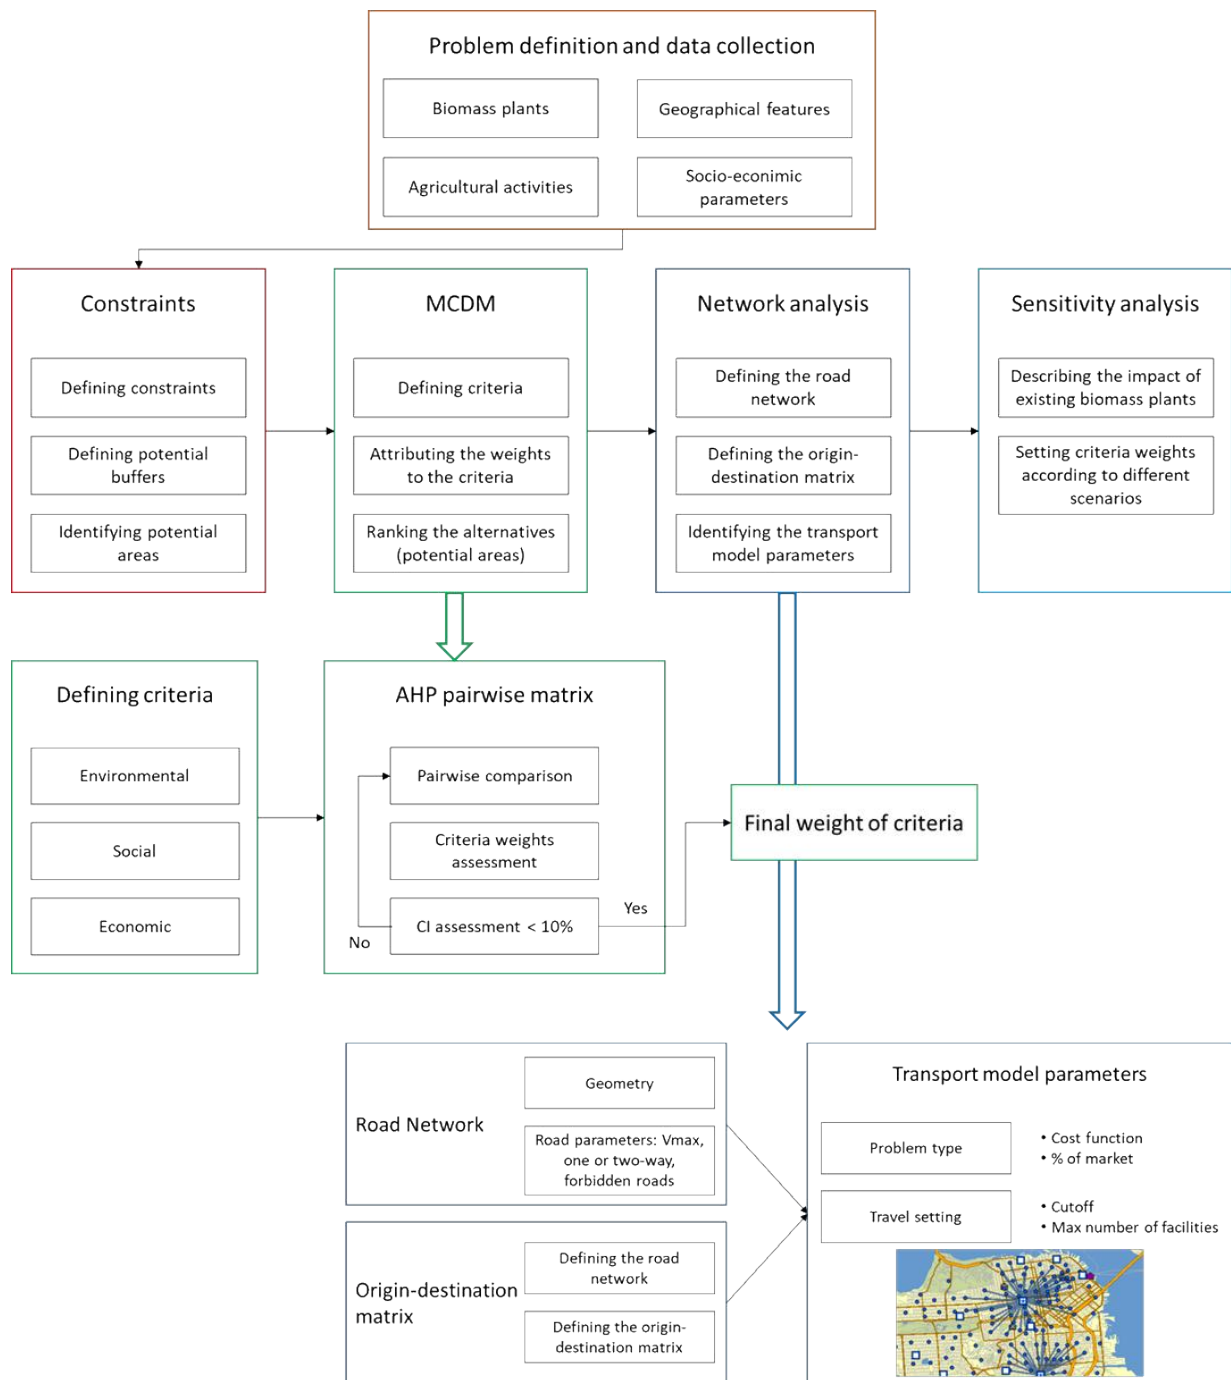 Problem definition and data collection
Biomass plants
Geographical features
Agricultural activities
Socio-econimic
parameters
Constraints
Defining constraints
Defining potential
buffers
Identifying potential
areas
MCDM
Defining criteria
Attributing the weights
to the criteria
Ranking the alternatives
(potential areas)
Network analysis
Defining the road
network
Defining the origin-
destination matrix
Identifying the transport
model parameters
Sensitivity analysis
Describing the impact of
existing biomass plants
Setting criteria weights
according to different
scenarios
Defining criteria
Environmental
Social
Economic
AHP pairwise matrix
Pairwise comparison
Criteria weights
assessment
CI assessment < 10%
No
Yes
Final weight of criteria
Road Network
Geometry
Road parameters: Vmax,
one or two-way,
forbidden roads
Origin-destination
matrix
Defining the road
network
Defining the origin-
destination matrix
Transport model parameters
Problem type
• Cost function
• % of market
Travel setting
• Cutoff
• Max number of facilities